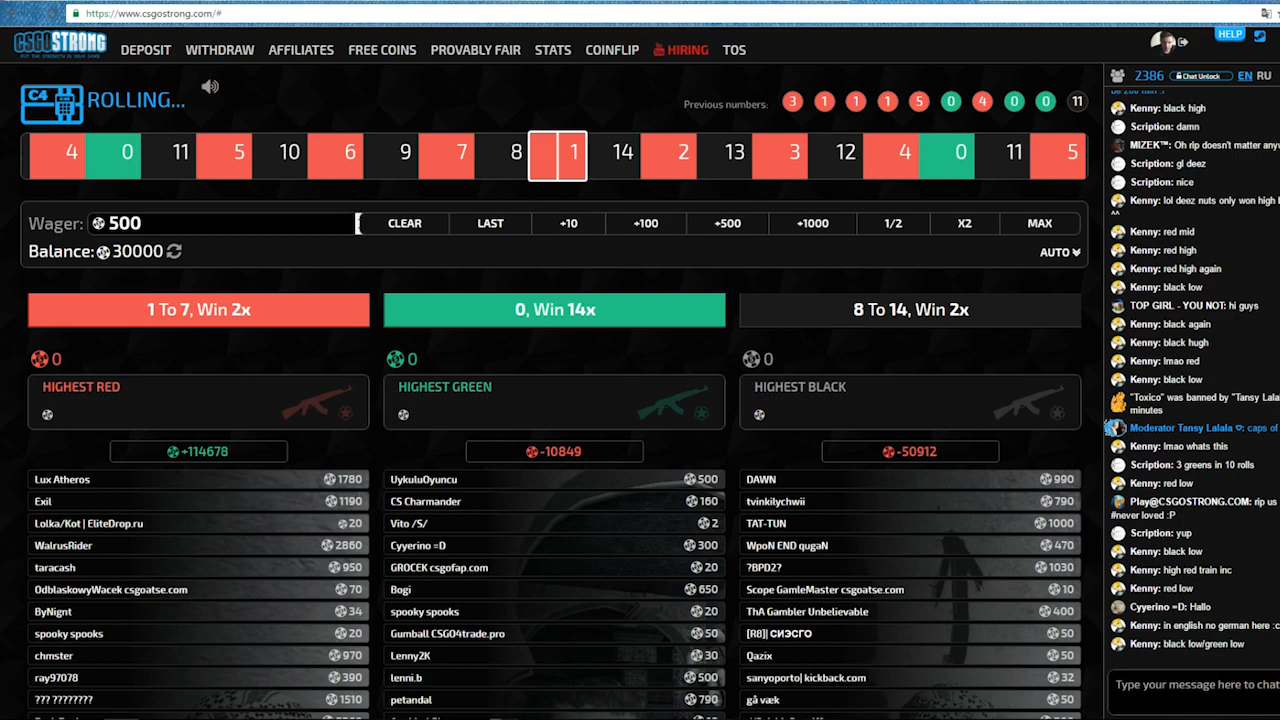 https://www.csgostrong.com/#
CSGOSTRONG
DEPOSIT WITHDRAW AFFILIATES FREE COINS PROVABLY FAIR STATS COINFLIP HIRING TOS
HELP
C4 ROLLING...
Previous numbers: 3 1 1 1 5 0 4 0 0 11
4 0 11 5 10 6 9 7 8 1 14 2 13 3 12 4 0 11 5
Wager: 500 CLEAR LAST +10 +100 +500 +1000 1/2 X2 MAX
Balance: 30000 AUTO
1 To 7, Win 2x
0, Win 14x
8 To 14, Win 2x
0
0
0
HIGHEST RED
HIGHEST GREEN
HIGHEST BLACK
+114678
-10849
-50912
Lux Atheros 1780
Exil 1190
Lolka/Kot | EliteDrop.ru 20
WalrusRider 2860
taracash 950
OdblaskowyWacek csgoatse.com 70
ByNignt 34
spooky spooks 20
chmster 970
ray97078 390
??? ???????? 1510
UykuluOyuncu 500
CS Charmander 160
Vito /S/ 2
Cyyerino =D 300
GROCEK csgofap.com 20
Bogi 650
spooky spooks 20
Gumball CSGO4trade.pro 50
Lenny2K 30
lenni.b 500
petandal 790
DAWN 990
tvinkilychwii 790
TAT-TUN 1000
WpoN END qugaN 470
?BPD2? 1030
Scope GamleMaster csgoatse.com 10
ThA Gambler Unbelievable 400
[R8]| СИЭСГО 50
Qazix 50
sanyoporto| kickback.com 32
gå væk 50
2386 Chat Unlock EN RU
Kenny: black high
Scription: damn
MIZEK™: Oh rip doesn't matter anyw
Scription: gl deez
Scription: nice
Kenny: lol deez nuts only won high b
^^
Kenny: red mid
Kenny: red high
Kenny: red high again
Kenny: black low
TOP GIRL - YOU NOT: hi guys
Kenny: black again
Kenny: black hugh
Kenny: lmao red
Kenny: black low
"Toxico" was banned by "Tansy Lala
minutes
Moderator Tansy Lalala ♡: caps of
Kenny: lmao whats this
Scription: 3 greens in 10 rolls
Kenny: red low
Play@CSGOSTRONG.COM: rip us
#never loved :P
Scription: yup
Kenny: black low
Kenny: high red train inc
Kenny: red low
Cyyerino =D: Hallo
Kenny: in english no german here :c
Kenny: black low/green low
Type your message here to chat